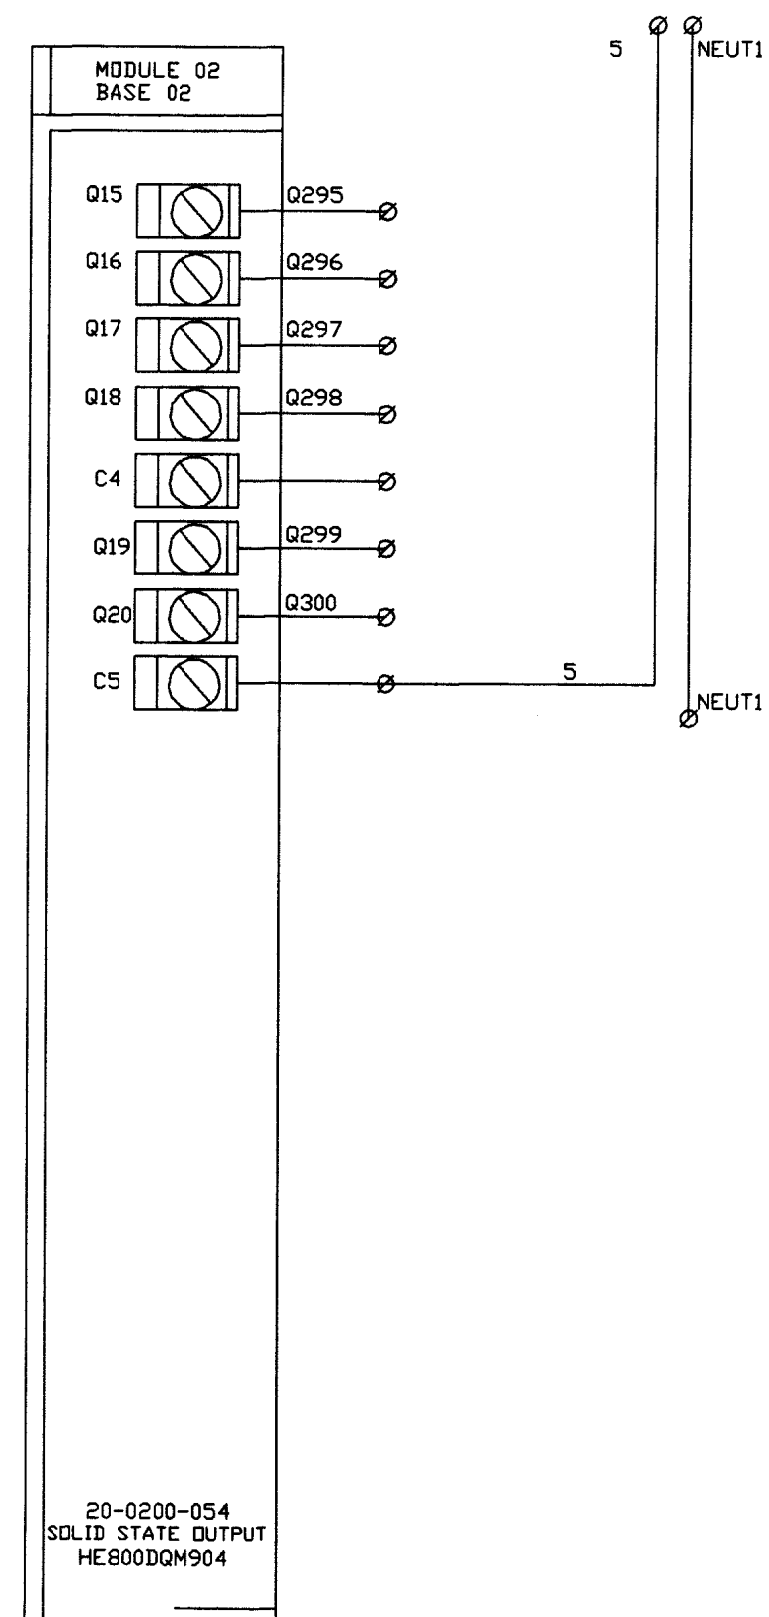 5
NEUT1
MODULE 02
BASE 02
Q15
Q295
Q16
Q296
Q17
Q297
Q18
Q298
C4
Q19
Q299
Q20
Q300
C5
5
NEUT1
20-0200-054
SOLID STATE OUTPUT
HE800DQM904